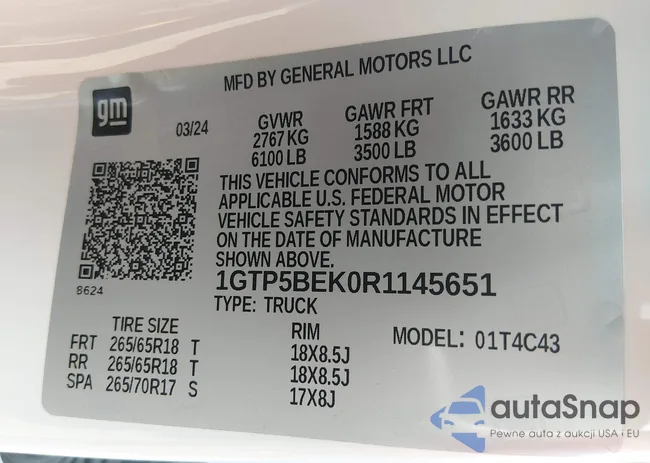 MFD BY GENERAL MOTORS LLC
gm
03/24
GVWR GAWR FRT GAWR RR
2767 KG 1588 KG 1633 KG
6100 LB 3500 LB 3600 LB
THIS VEHICLE CONFORMS TO ALL
APPLICABLE U.S. FEDERAL MOTOR
VEHICLE SAFETY STANDARDS IN EFFECT
ON THE DATE OF MANUFACTURE
SHOWN ABOVE.
8624
1GTP5BEK0R1145651
TYPE: TRUCK
TIRE SIZE RIM MODEL: 01T4C43
FRT 265/65R18 T 18X8.5J
RR 265/65R18 T 18X8.5J
SPA 265/70R17 S 17X8J
autaSnap
Pewne auta z aukcji USA i EU